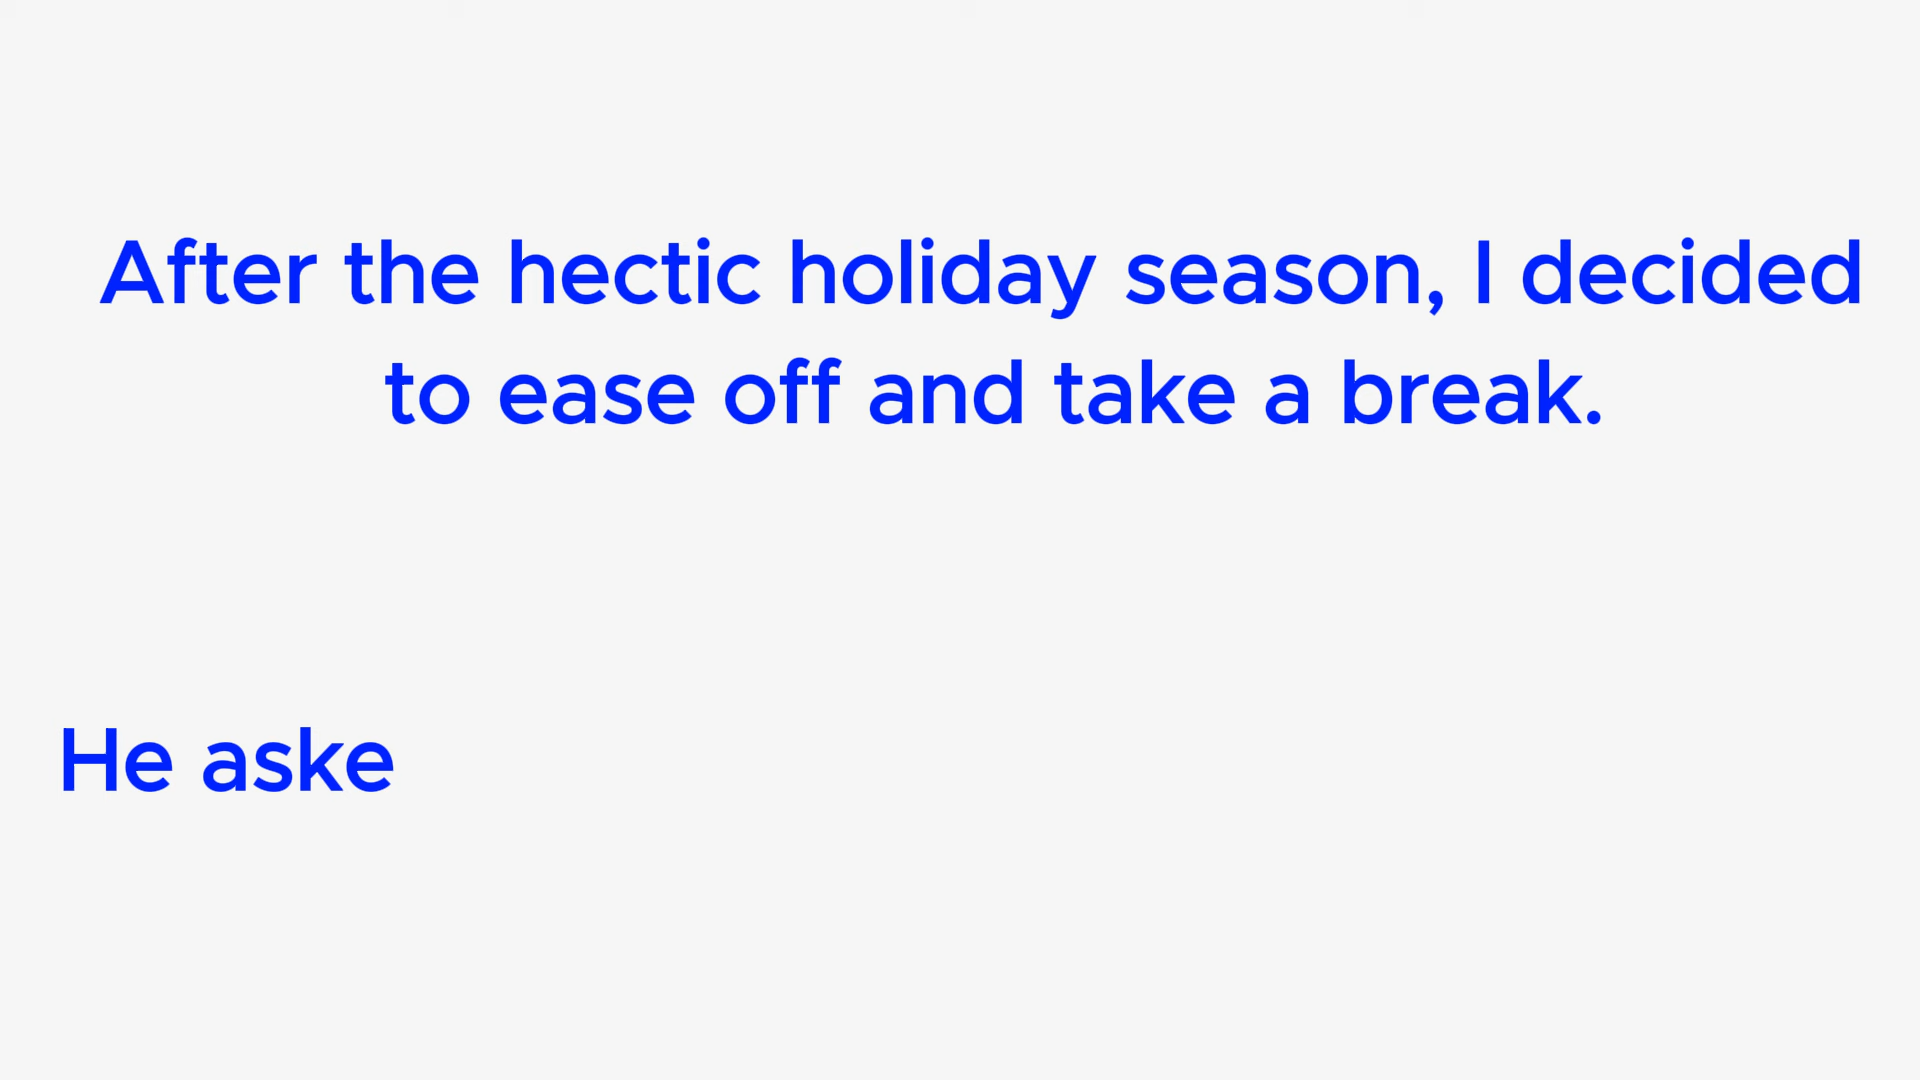 After the hectic holiday season, I decided
to ease off and take a break.
He aske